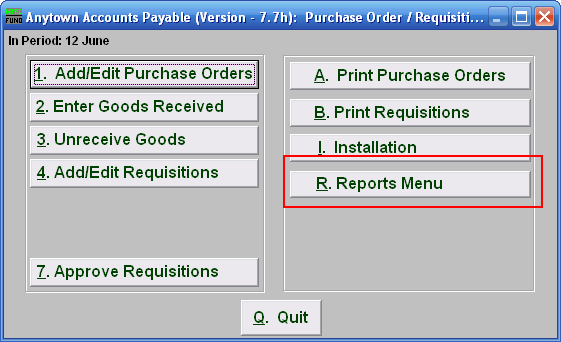 FUND
Anytown Accounts Payable (Version - 7.7h): Purchase Order / Requisiti...
In Period: 12 June
1. Add/Edit Purchase Orders
2. Enter Goods Received
3. Unreceive Goods
4. Add/Edit Requisitions
7. Approve Requisitions
A. Print Purchase Orders
B. Print Requisitions
I. Installation
R. Reports Menu
Q. Quit